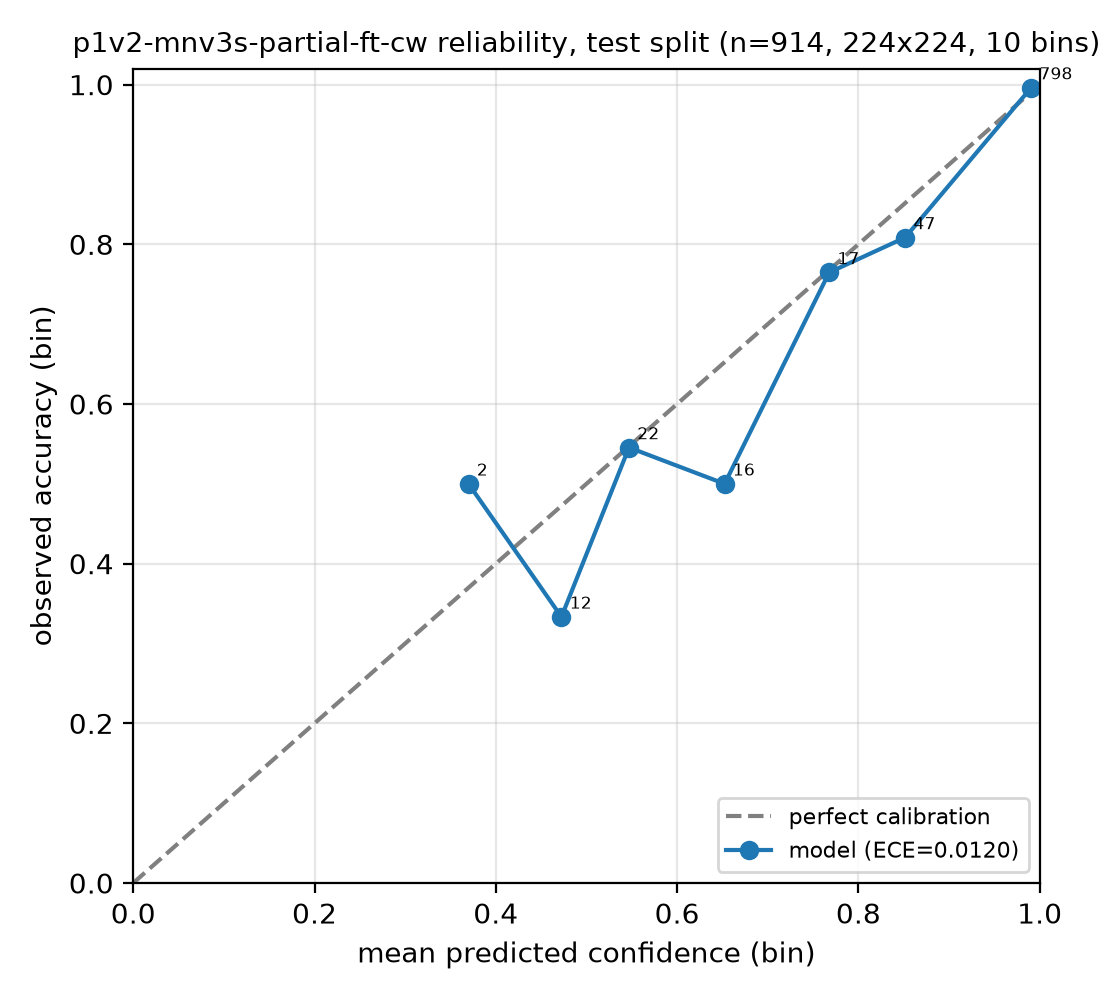 p1v2-mnv3s-partial-ft-cw reliability, test split (n=914, 224x224, 10 bins)
798
1.0
47
0.8
17
0.6
22
2
16
0.4
12
0.2
0.0
observed accuracy (bin)
perfect calibration
model (ECE=0.0120)
0.0 0.2 0.4 0.6 0.8 1.0
mean predicted confidence (bin)